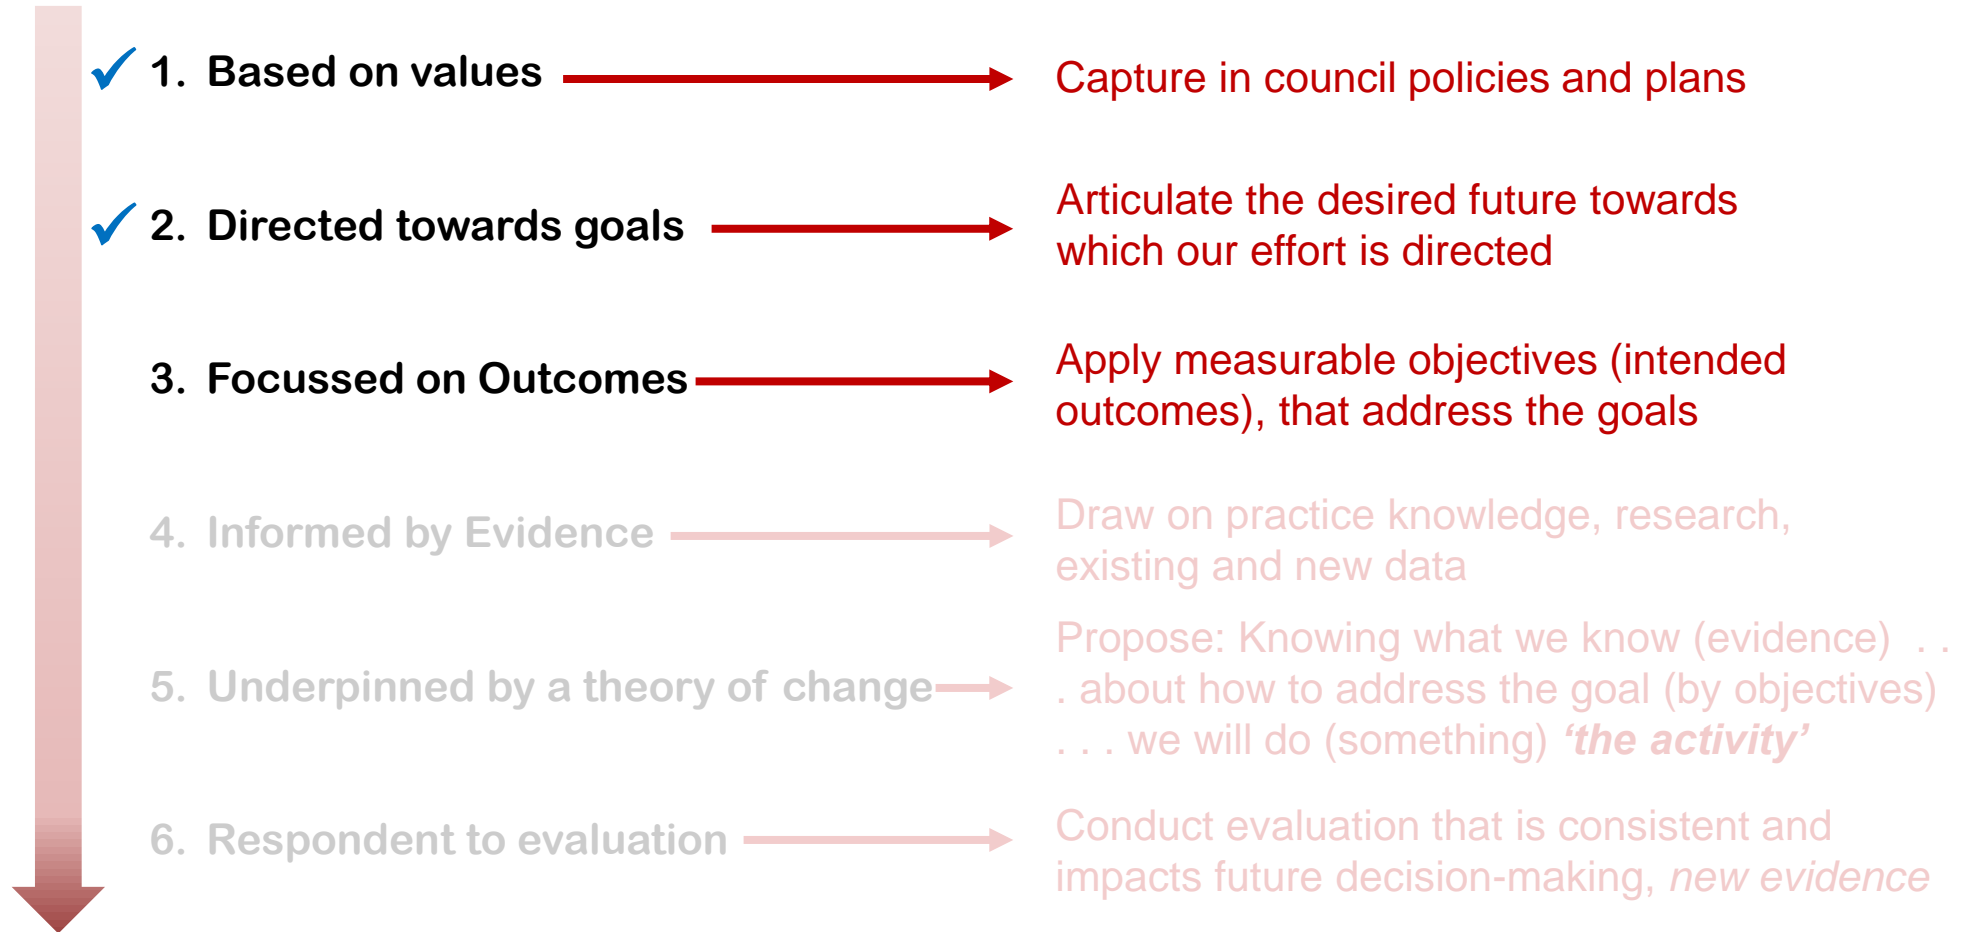 1. Based on values
Capture in council policies and plans
2. Directed towards goals
Articulate the desired future towards
which our effort is directed
3. Focussed on Outcomes
Apply measurable objectives (intended
outcomes), that address the goals
4. Informed by Evidence
Draw on practice knowledge, research,
existing and new data
5. Underpinned by a theory of change
Propose: Knowing what we know (evidence) . .
. about how to address the goal (by objectives)
. . . we will do (something) ‘the activity’
6. Respondent to evaluation
Conduct evaluation that is consistent and
impacts future decision-making, new evidence